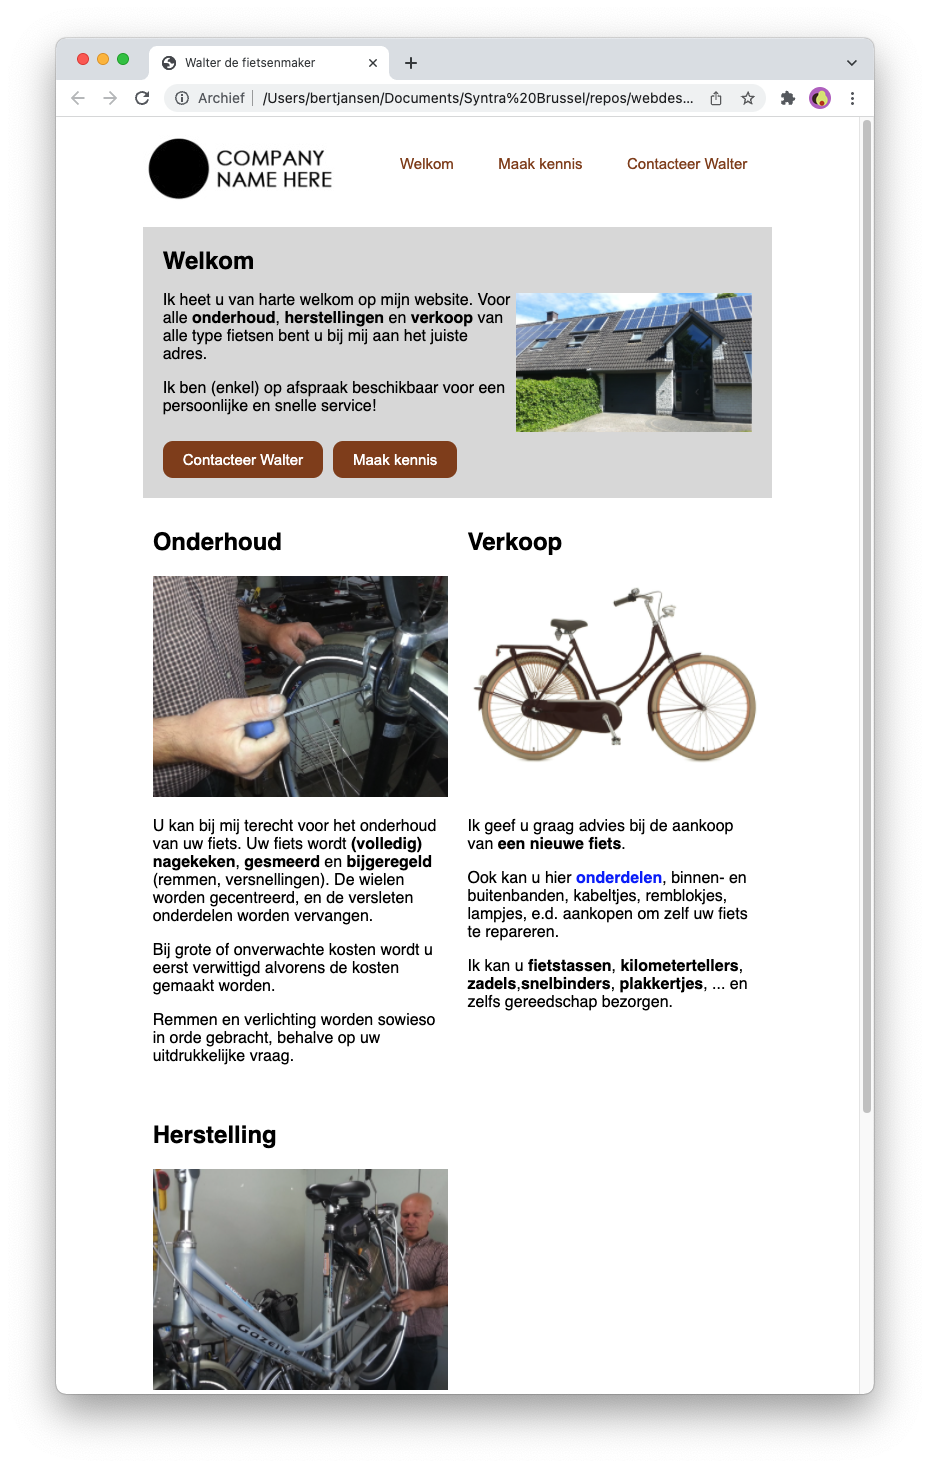 Walter de fietsenmaker
Archief | /Users/bertjansen/Documents/Syntra%20Brussel/repos/webdes...
COMPANY
NAME HERE
Welkom Maak kennis Contacteer Walter
Welkom
Ik heet u van harte welkom op mijn website. Voor
alle onderhoud, herstellingen en verkoop van
alle type fietsen bent u bij mij aan het juiste
adres.
Ik ben (enkel) op afspraak beschikbaar voor een
persoonlijke en snelle service!
Contacteer Walter Maak kennis
Onderhoud
U kan bij mij terecht voor het onderhoud
van uw fiets. Uw fiets wordt (volledig)
nagekeken, gesmeerd en bijgeregeld
(remmen, versnellingen). De wielen
worden gecentreerd, en de versleten
onderdelen worden vervangen.
Bij grote of onverwachte kosten wordt u
eerst verwittigd alvorens de kosten
gemaakt worden.
Remmen en verlichting worden sowieso
in orde gebracht, behalve op uw
uitdrukkelijke vraag.
Verkoop
Ik geef u graag advies bij de aankoop
van een nieuwe fiets.
Ook kan u hier onderdelen, binnen- en
buitenbanden, kabeltjes, remblokjes,
lampjes, e.d. aankopen om zelf uw fiets
te repareren.
Ik kan u fietstassen, kilometertellers,
zadels,snelbinders, plakkertjes, ... en
zelfs gereedschap bezorgen.
Herstelling
Gazelle